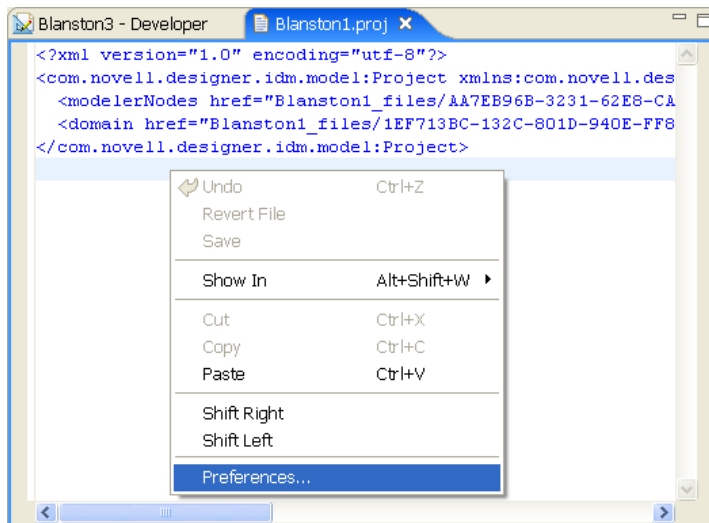 Blanston3 - Developer Blanston1.proj
<?xml version="1.0" encoding="utf-8"?>
<com.novell.designer.idm.model:Project xmlns:com.novell.des
<modelerNodes href="Blanston1_files/AA7EB96B-3231-62E8-CA
<domain href="Blanston1_files/1EF713BC-132C-801D-940E-FF8
</com.novell.designer.idm.model:Project>
Undo Ctrl+Z
Revert File
Save
Show In Alt+Shift+W
Cut Ctrl+X
Copy Ctrl+C
Paste Ctrl+V
Shift Right
Shift Left
Preferences...